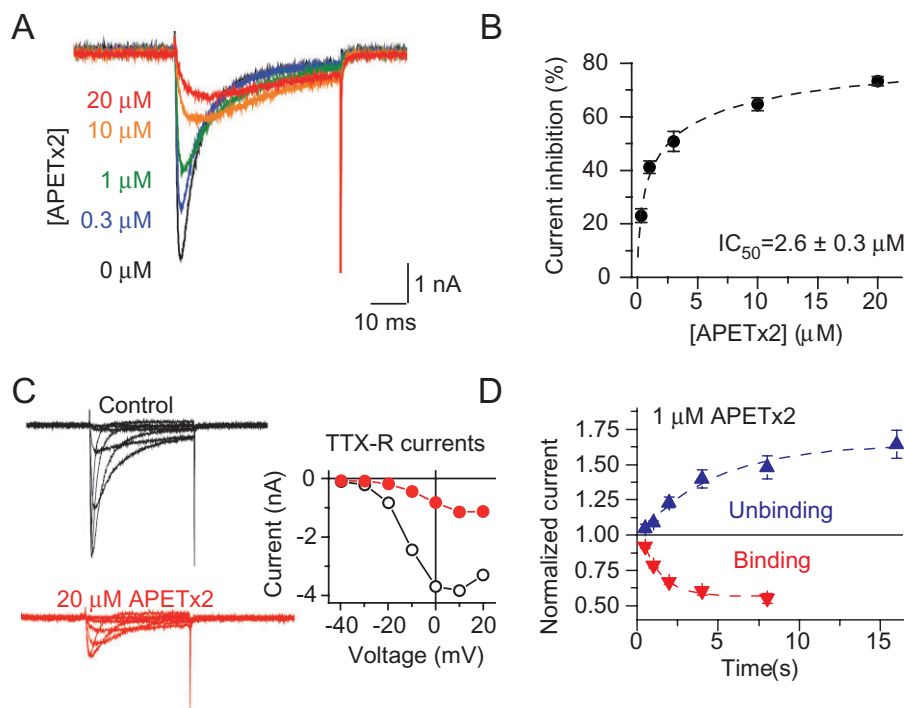 A
[APETx2]
20 μM
10 μM
1 μM
0.3 μM
0 μM
1 nA
10 ms
B
Current inhibition (%)
80
60
40
20
0
IC50=2.6 ± 0.3 μM
0 5 10 15 20
[APETx2] (μM)
C
Control
20 μM APETx2
TTX-R currents
Current (nA)
0
-2
-4
-40 -20 0 20
Voltage (mV)
D
1 μM APETx2
Normalized current
1.75
1.50
1.25
1.00
0.75
0.50
Unbinding
Binding
0 5 10 15
Time(s)